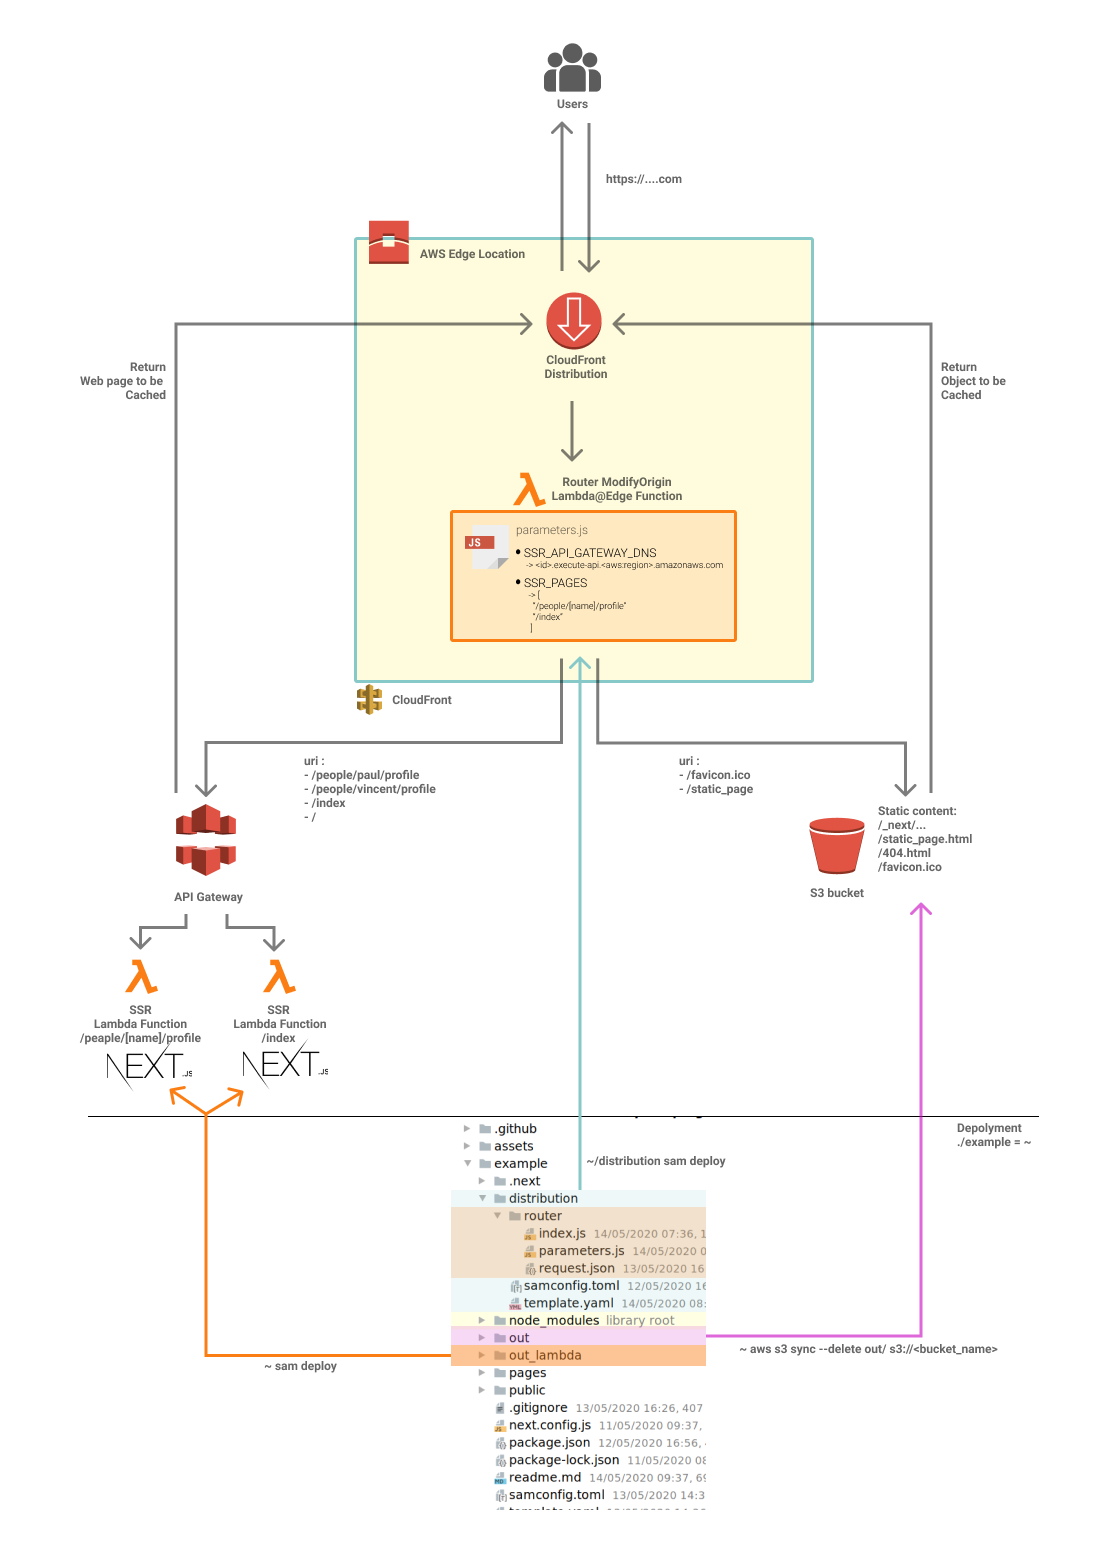 Users
https://....com
AWS Edge Location
CloudFront
Distribution
Return
Web page to be
Cached
Return
Object to be
Cached
Router ModifyOrigin
Lambda@Edge Function
parameters.js
JS
• SSR_API_GATEWAY_DNS
-> <id>.execute-api.<aws:region>.amazonaws.com
• SSR_PAGES
-> [
"/people/[name]/profile"
"/index"
]
CloudFront
uri :
- /people/paul/profile
- /people/vincent/profile
- /index
- /
uri :
- /favicon.ico
- /static_page
Static content:
/_next/...
/static_page.html
/404.html
/favicon.ico
API Gateway
S3 bucket
SSR
Lambda Function
/peaple/[name]/profile
NEXT.JS
SSR
Lambda Function
/index
NEXT.JS
Depolyment
./example = ~
.github
assets
example
~/distribution sam deploy
.next
distribution
router
index.js 14/05/2020 07:36, 1
parameters.js 14/05/2020 0
request.json 13/05/2020 16
samconfig.toml 12/05/2020 16
template.yaml 14/05/2020 08:
node_modules library root
out
~ aws s3 sync --delete out/ s3://<bucket_name>
out_lambda
~ sam deploy
pages
public
.gitignore 13/05/2020 16:26, 407
next.config.js 11/05/2020 09:37,
package.json 12/05/2020 16:56,
package-lock.json 11/05/2020 08
readme.md 14/05/2020 09:37, 69
samconfig.toml 13/05/2020 14:3